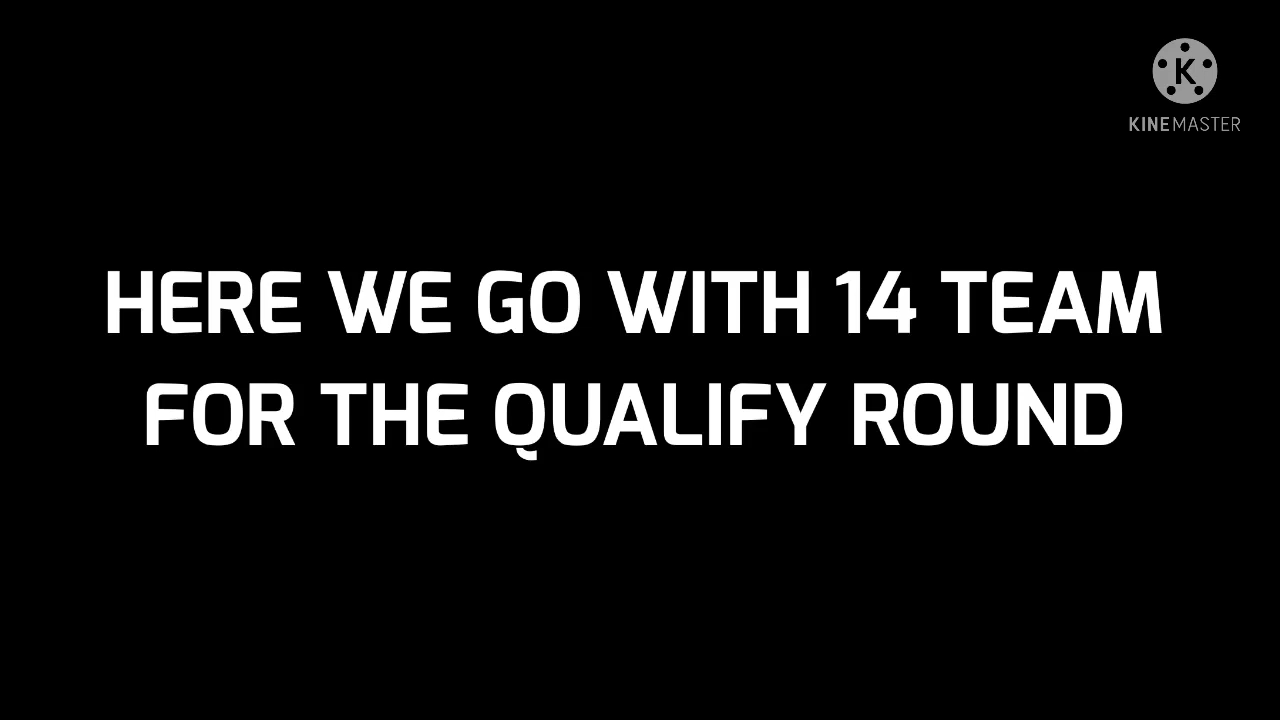 K
KINEMASTER
HERE WE GO WITH 14 TEAM
FOR THE QUALIFY ROUND